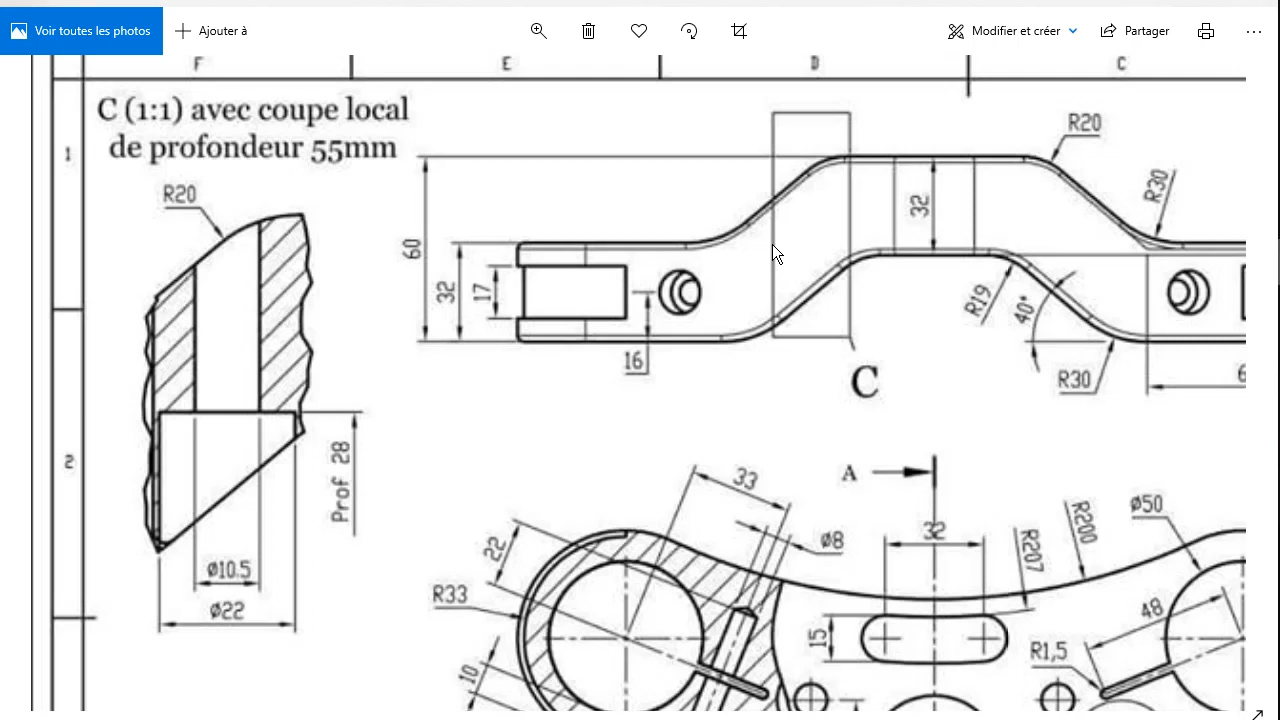 Voir toutes les photos
Ajouter à
Modifier et créer
Partager
F E D C
C (1:1) avec coupe local
de profondeur 55mm
1
R20
R20
R30
60
32
32
17
16
R19
40°
R30
6
C
2
Prof 28
ø10.5
ø22
A
33
ø8
32
R207
R200
ø50
22
R33
15
48
R1,5
10